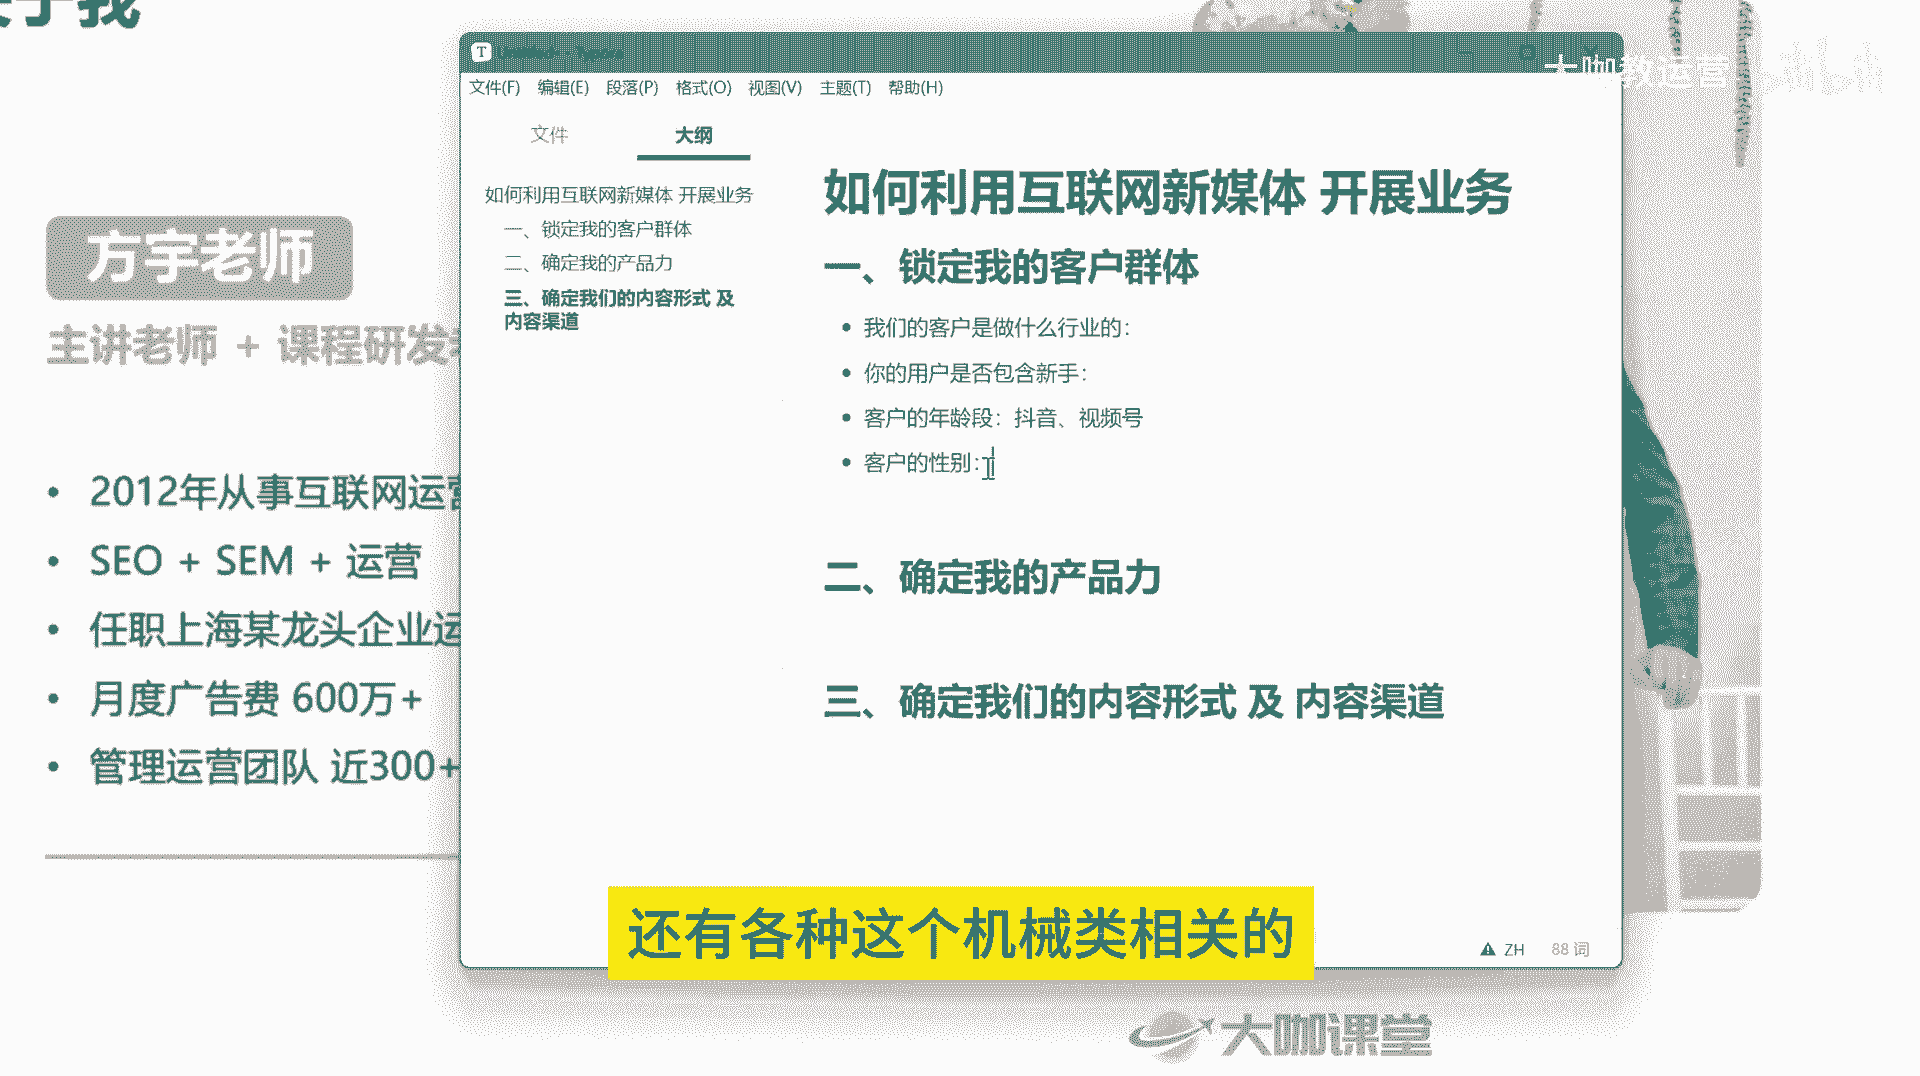 方宇老师
主讲老师 + 课程研发
2012年从事互联网运营
SEO + SEM + 运营
任职上海某龙头企业运
月度广告费 600万+
管理运营团队 近300+
T
文件(F) 编辑(E) 段落(P) 格式(O) 视图(V) 主题(T) 帮助(H)
文件 大纲
如何利用互联网新媒体 开展业务
一、锁定我的客户群体
二、确定我的产品力
三、确定我们的内容形式 及
内容渠道
如何利用互联网新媒体 开展业务
一、锁定我的客户群体
我们的客户是做什么行业的：
你的用户是否包含新手：
客户的年龄段：抖音、视频号
客户的性别：
二、确定我的产品力
三、确定我们的内容形式 及 内容渠道
ZH 88 词
大咖教运营 bilibili
还有各种这个机械类相关的
大咖课堂